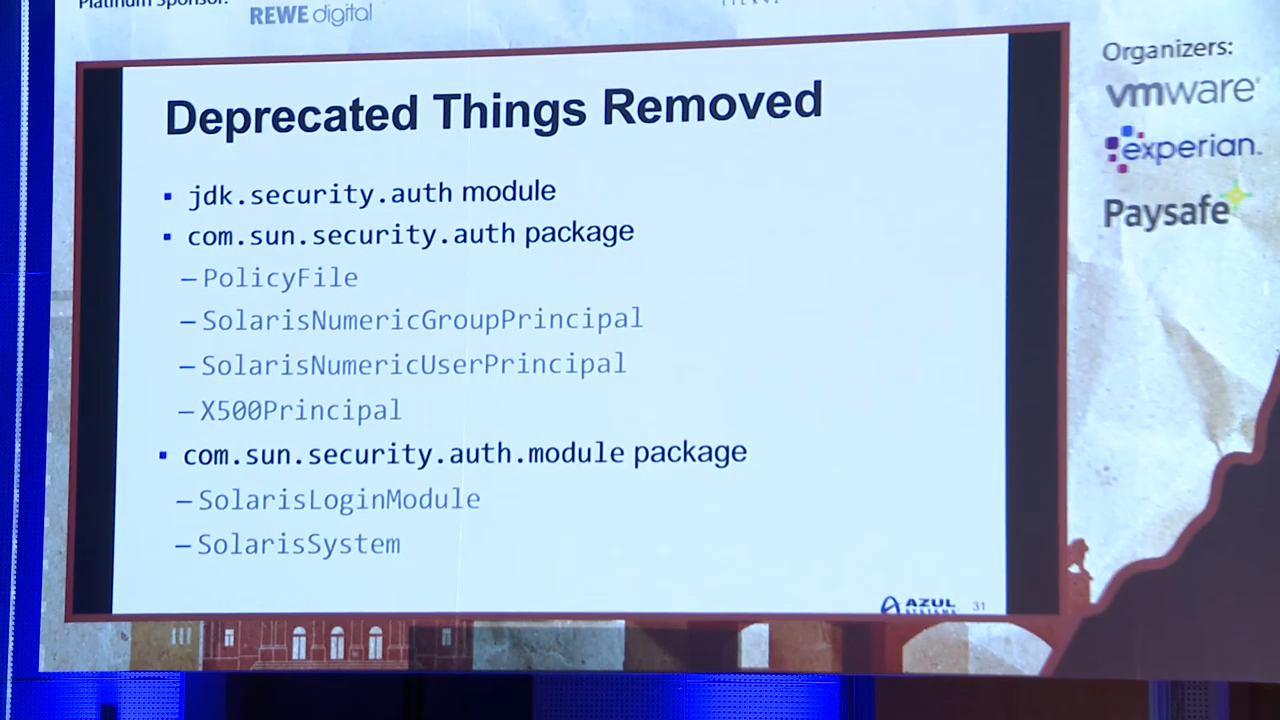 Platinum Sponsor:
REWE digital
Organizers:
vmware
experian.
Paysafe
Deprecated Things Removed
▪ jdk.security.auth module
▪ com.sun.security.auth package
– PolicyFile
– SolarisNumericGroupPrincipal
– SolarisNumericUserPrincipal
– X500Principal
▪ com.sun.security.auth.module package
– SolarisLoginModule
– SolarisSystem
AZUL
SYSTEMS
31